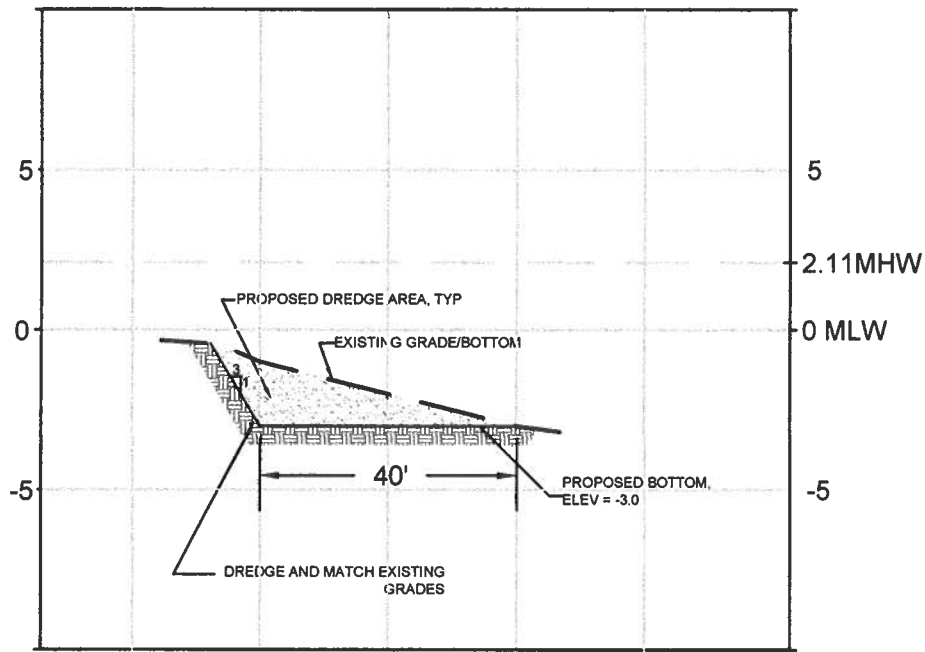 5
5
2.11MHW
PROPOSED DREDGE AREA, TYP
0
0 MLW
EXISTING GRADE/BOTTOM
3
1
40'
PROPOSED BOTTOM,
ELEV = -3.0
-5
-5
DREDGE AND MATCH EXISTING
GRADES